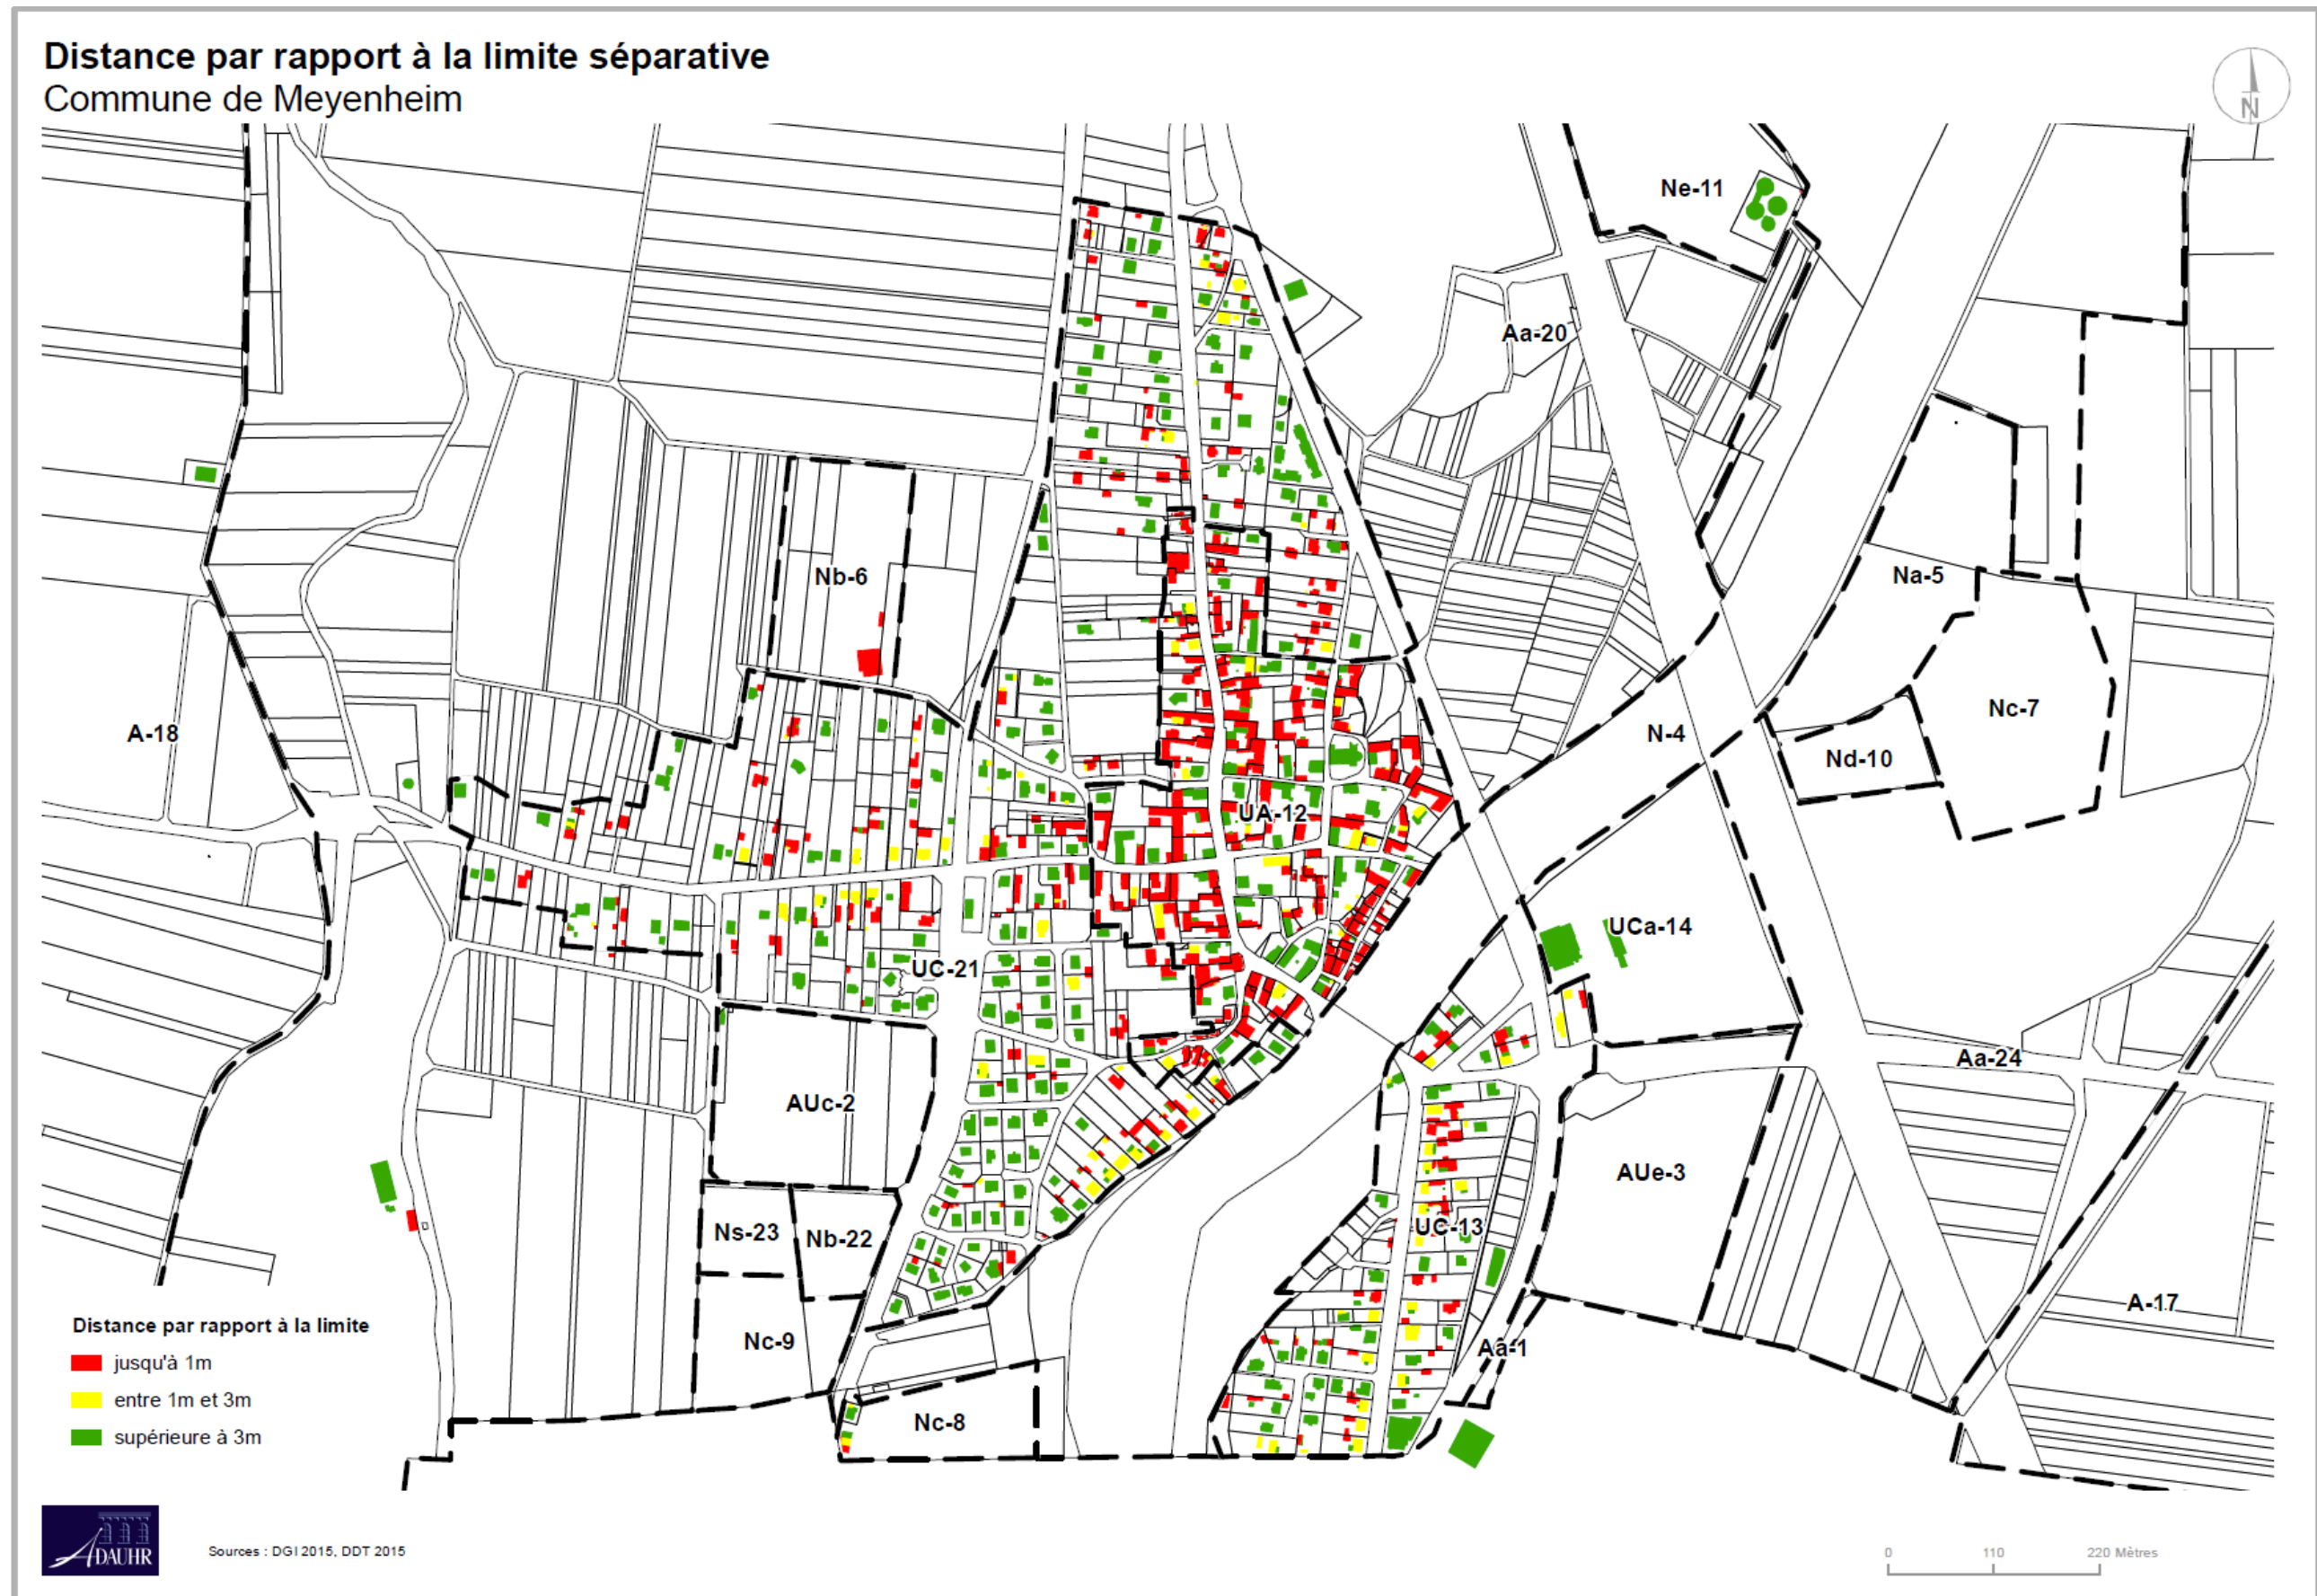 Distance par rapport à la limite séparative
Commune de Meyenheim
N
Ne-11
Aa-20
Nb-6
Na-5
A-18
N-4
Nc-7
Nd-10
UA-12
UCa-14
UC-21
Aa-24
AUc-2
AUe-3
Ns-23
Nb-22
UC-13
A-17
Nc-9
Aa-1
Nc-8
Distance par rapport à la limite
jusqu'à 1m
entre 1m et 3m
supérieure à 3m
ADAUHR
Sources : DGI 2015, DDT 2015
0 110 220 Mètres